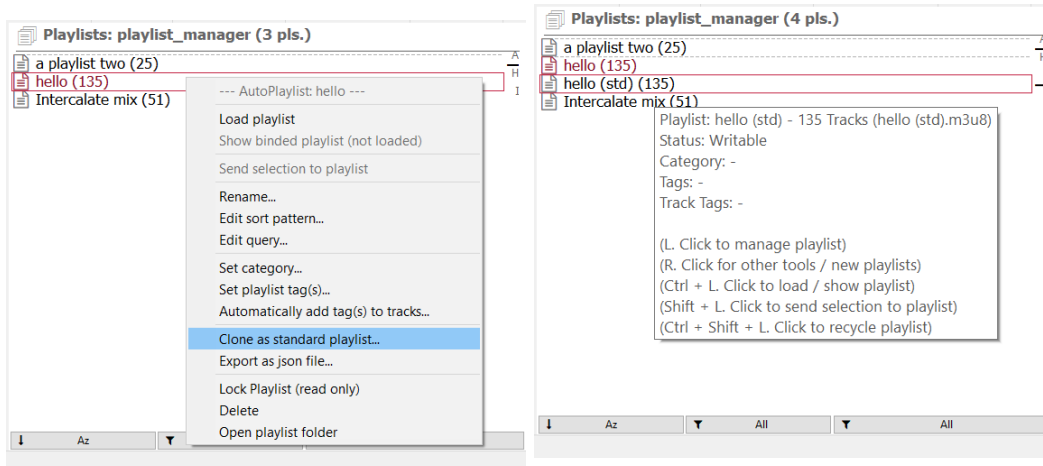 Playlists: playlist_manager (3 pls.)
a playlist two (25)
hello (135)
Intercalate mix (51)
A
H
I
--- AutoPlaylist: hello ---
Load playlist
Show binded playlist (not loaded)
Send selection to playlist
Rename...
Edit sort pattern...
Edit query...
Set category...
Set playlist tag(s)...
Automatically add tag(s) to tracks...
Clone as standard playlist...
Export as json file...
Lock Playlist (read only)
Delete
Open playlist folder
Az
Playlists: playlist_manager (4 pls.)
a playlist two (25)
hello (135)
hello (std) (135)
Intercalate mix (51)
Playlist: hello (std) - 135 Tracks (hello (std).m3u8)
Status: Writable
Category: -
Tags: -
Track Tags: -
(L. Click to manage playlist)
(R. Click for other tools / new playlists)
(Ctrl + L. Click to load / show playlist)
(Shift + L. Click to send selection to playlist)
(Ctrl + Shift + L. Click to recycle playlist)
Az
All
All